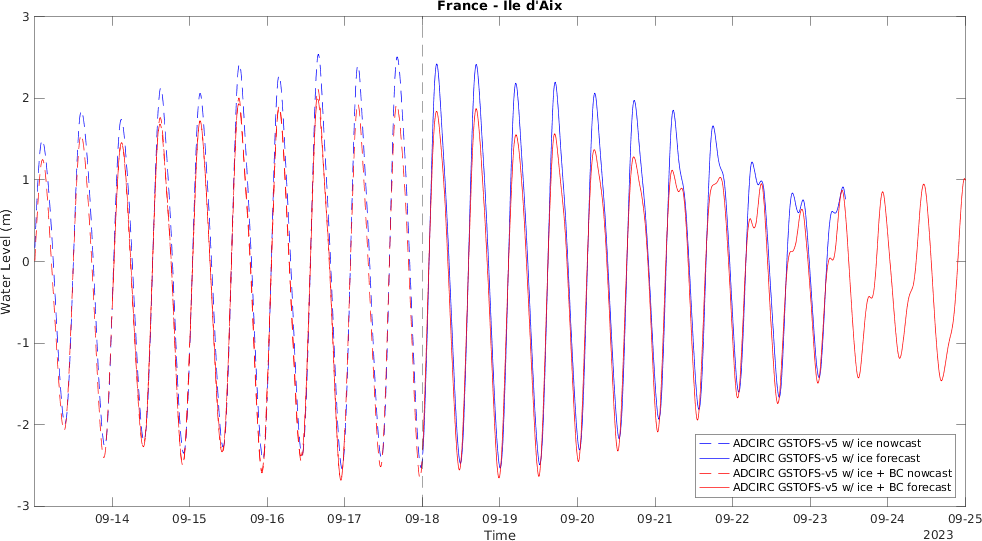 France - Ile d'Aix
3
2
1
0
-1
-2
-3
Water Level (m)
ADCIRC GSTOFS-v5 w/ ice nowcast
ADCIRC GSTOFS-v5 w/ ice forecast
ADCIRC GSTOFS-v5 w/ ice + BC nowcast
ADCIRC GSTOFS-v5 w/ ice + BC forecast
09-14 09-15 09-16 09-17 09-18 09-19 09-20 09-21 09-22 09-23 09-24 09-25
2023
Time